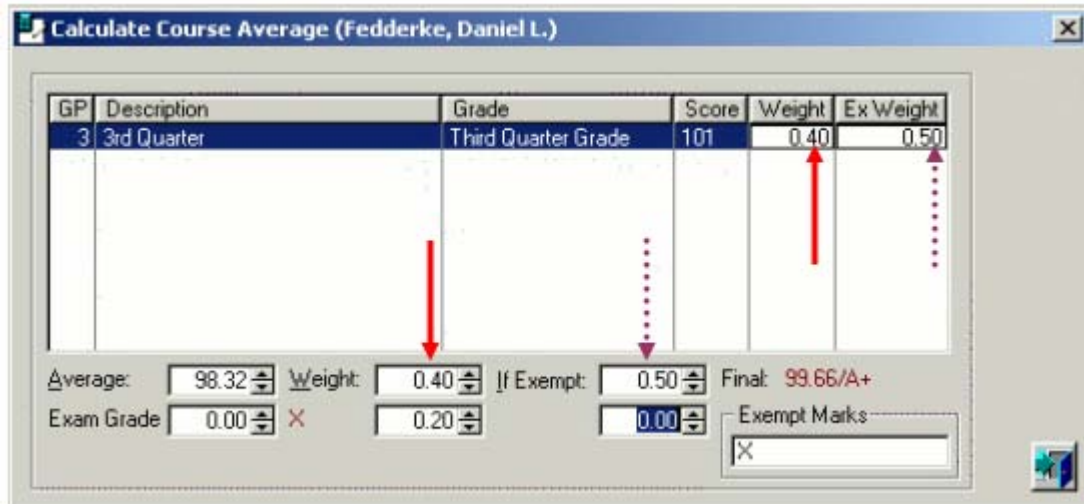 Calculate Course Average (Fedderke, Daniel L.)
GP Description Grade Score Weight Ex Weight
3 3rd Quarter Third Quarter Grade 101 0.40 0.50
Average: 98.32 Weight: 0.40 If Exempt: 0.50 Final: 99.66/A+
Exam Grade 0.00 X 0.20 0.00 Exempt Marks
X